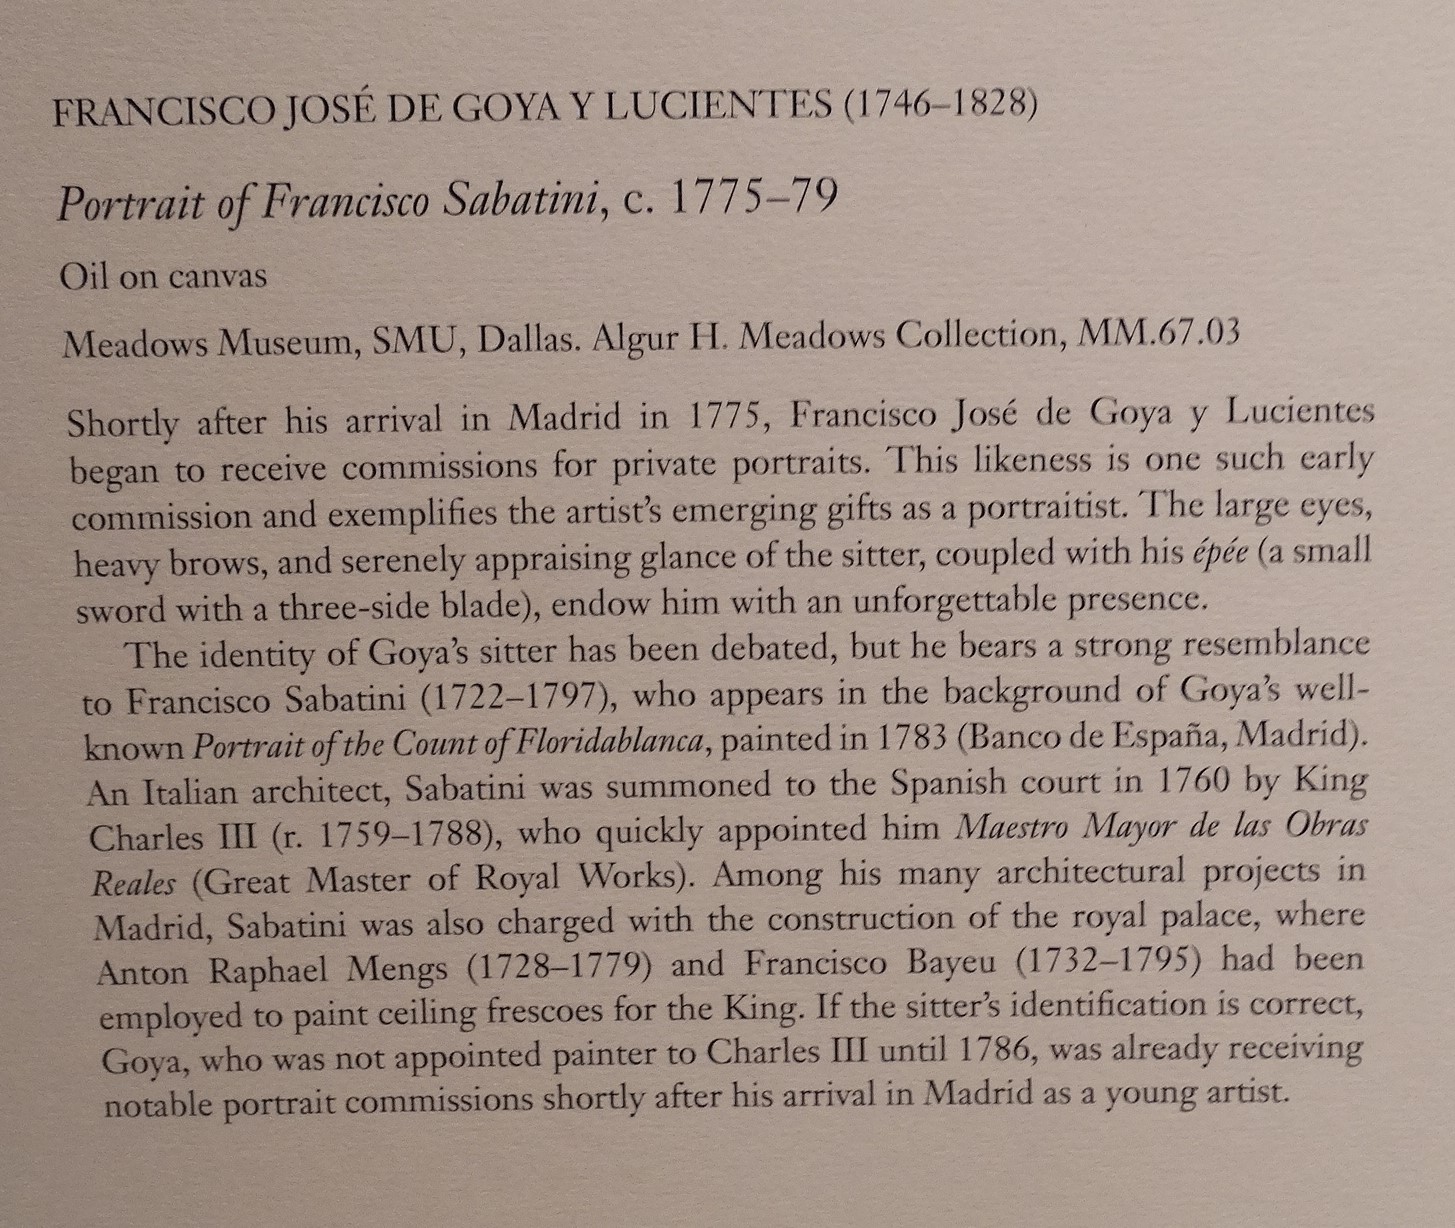 FRANCISCO JOSÉ DE GOYA Y LUCIENTES (1746–1828)
Portrait of Francisco Sabatini, c. 1775–79
Oil on canvas
Meadows Museum, SMU, Dallas. Algur H. Meadows Collection, MM.67.03
Shortly after his arrival in Madrid in 1775, Francisco José de Goya y Lucientes
began to receive commissions for private portraits. This likeness is one such early
commission and exemplifies the artist’s emerging gifts as a portraitist. The large eyes,
heavy brows, and serenely appraising glance of the sitter, coupled with his épée (a small
sword with a three-side blade), endow him with an unforgettable presence.
The identity of Goya’s sitter has been debated, but he bears a strong resemblance
to Francisco Sabatini (1722–1797), who appears in the background of Goya’s well-
known Portrait of the Count of Floridablanca, painted in 1783 (Banco de España, Madrid).
An Italian architect, Sabatini was summoned to the Spanish court in 1760 by King
Charles III (r. 1759–1788), who quickly appointed him Maestro Mayor de las Obras
Reales (Great Master of Royal Works). Among his many architectural projects in
Madrid, Sabatini was also charged with the construction of the royal palace, where
Anton Raphael Mengs (1728–1779) and Francisco Bayeu (1732–1795) had been
employed to paint ceiling frescoes for the King. If the sitter’s identification is correct,
Goya, who was not appointed painter to Charles III until 1786, was already receiving
notable portrait commissions shortly after his arrival in Madrid as a young artist.